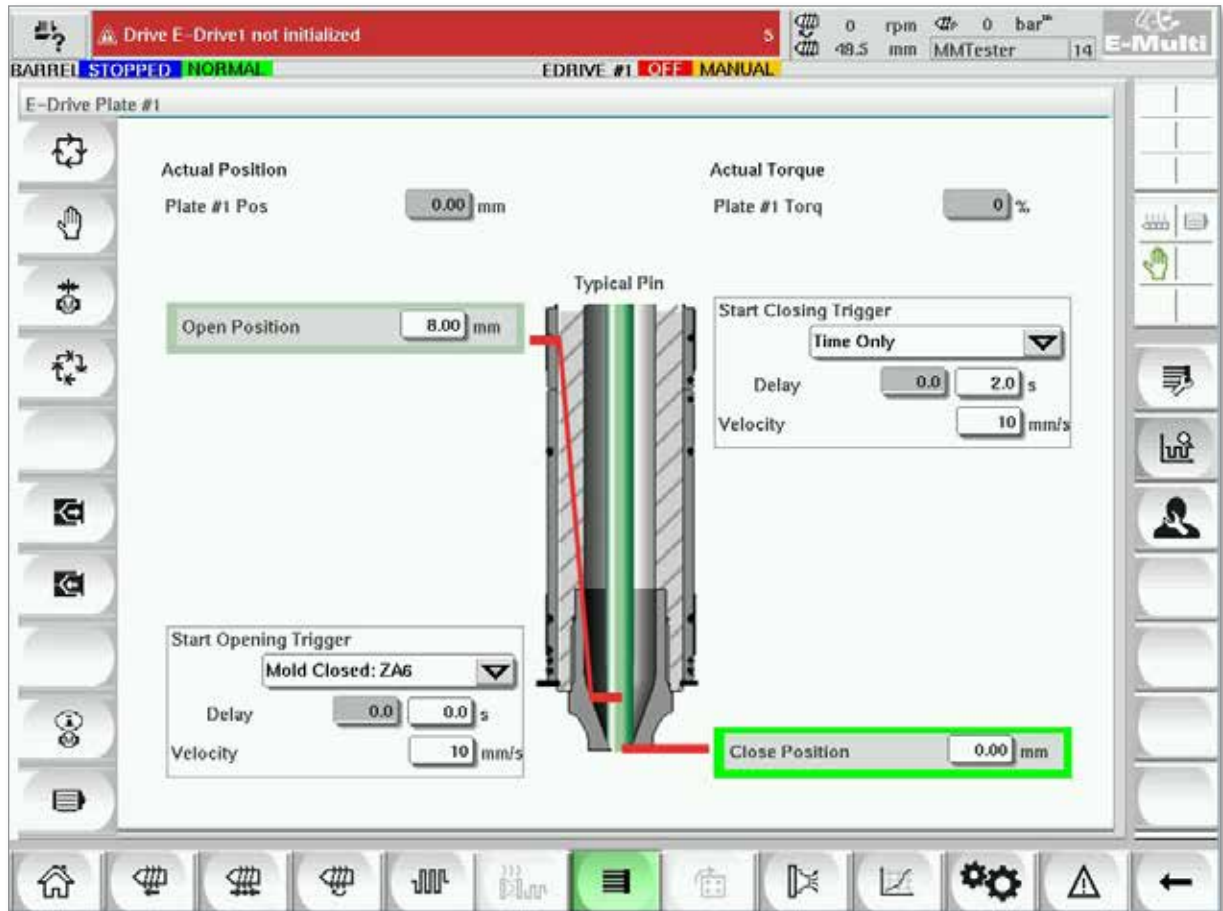 Drive E-Drive1 not initialized 5
0 rpm 0 bar
48.5 mm MMTester 14
E-Multi
BARREL STOPPED NORMAL EDRIVE #1 OFF MANUAL
E-Drive Plate #1
Actual Position
Plate #1 Pos 0.00 mm
Actual Torque
Plate #1 Torq 0 %
Typical Pin
Open Position 8.00 mm
Start Closing Trigger
Time Only
Delay 0.0 2.0 s
Velocity 10 mm/s
Start Opening Trigger
Mold Closed: ZA6
Delay 0.0 0.0 s
Velocity 10 mm/s
Close Position 0.00 mm